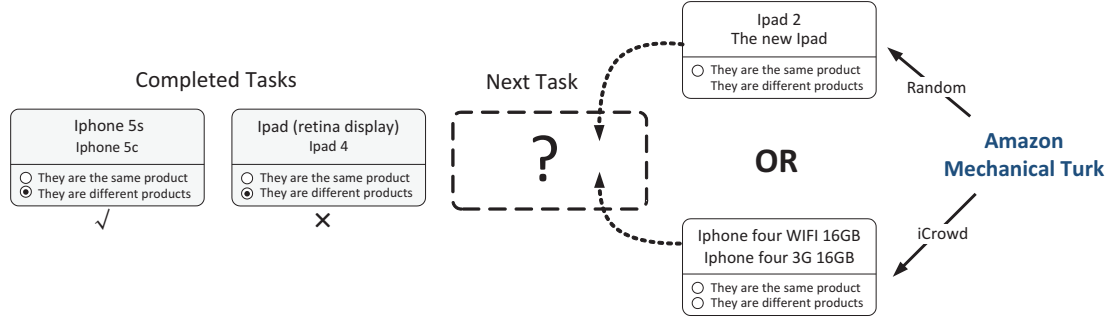 Completed Tasks
Iphone 5s
Iphone 5c
They are the same product
They are different products
√
Ipad (retina display)
Ipad 4
They are the same product
They are different products
×
Next Task
?
Ipad 2
The new Ipad
They are the same product
They are different products
OR
Iphone four WIFI 16GB
Iphone four 3G 16GB
They are the same product
They are different products
Random
Amazon
Mechanical Turk
iCrowd